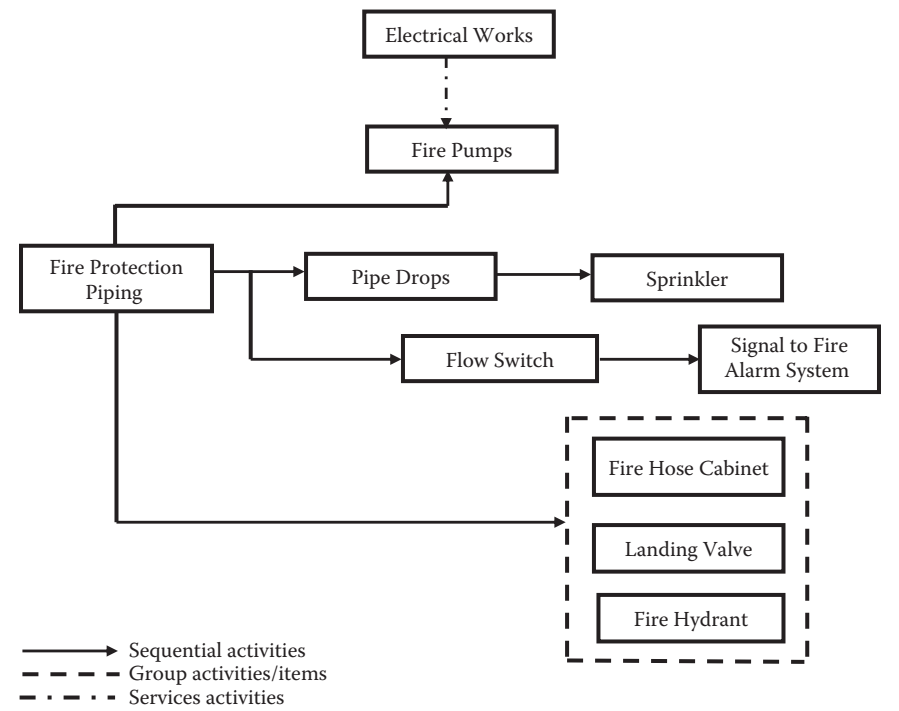 Electrical Works
Fire Pumps
Fire Protection
Piping
Pipe Drops
Sprinkler
Flow Switch
Signal to Fire
Alarm System
Fire Hose Cabinet
Landing Valve
Fire Hydrant
Sequential activities
Group activities/items
Services activities